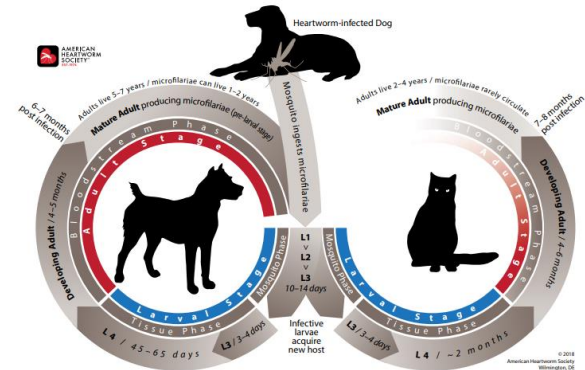 Heartworm-infected Dog
AMERICAN
HEARTWORM
SOCIETY
Mosquito ingests microfilariae
Adults live 5–7 years / microfilariae can live 1–2 years
Mature Adult producing microfilariae (pre-larval stage)
6–7 months
post infection
Bloodstream Phase
Adult Stage
Developing Adult / 4–5 months
Larval Stage
Tissue Phase
L4 / 45–65 days
L3 / 3–4 days
Mosquito Phase
L1
v
L2
v
L3
10–14 days
Mosquito Phase
Infective
larvae
acquire
new host
Adults live 2–4 years / microfilariae rarely circulate
Mature Adult producing microfilariae
7–8 months
post infection
Bloodstream Phase
Adult Stage
Developing Adult / 4–6 months
Larval Stage
Tissue Phase
L3 / 3–4 days
L4 / ~2 months
© 2018
American Heartworm Society
Wilmington, DE